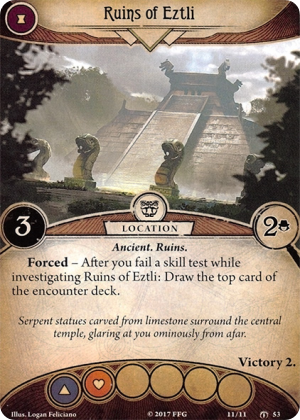 Ruins of Eztli
3
LOCATION
2
Ancient. Ruins.
Forced – After you fail a skill test while
investigating Ruins of Eztli: Draw the top card of
the encounter deck.
Serpent statues carved from limestone surround the central
temple, glaring at you ominously from afar.
Victory 2.
Illus. Logan Feliciano
© 2017 FFG
11/11
53